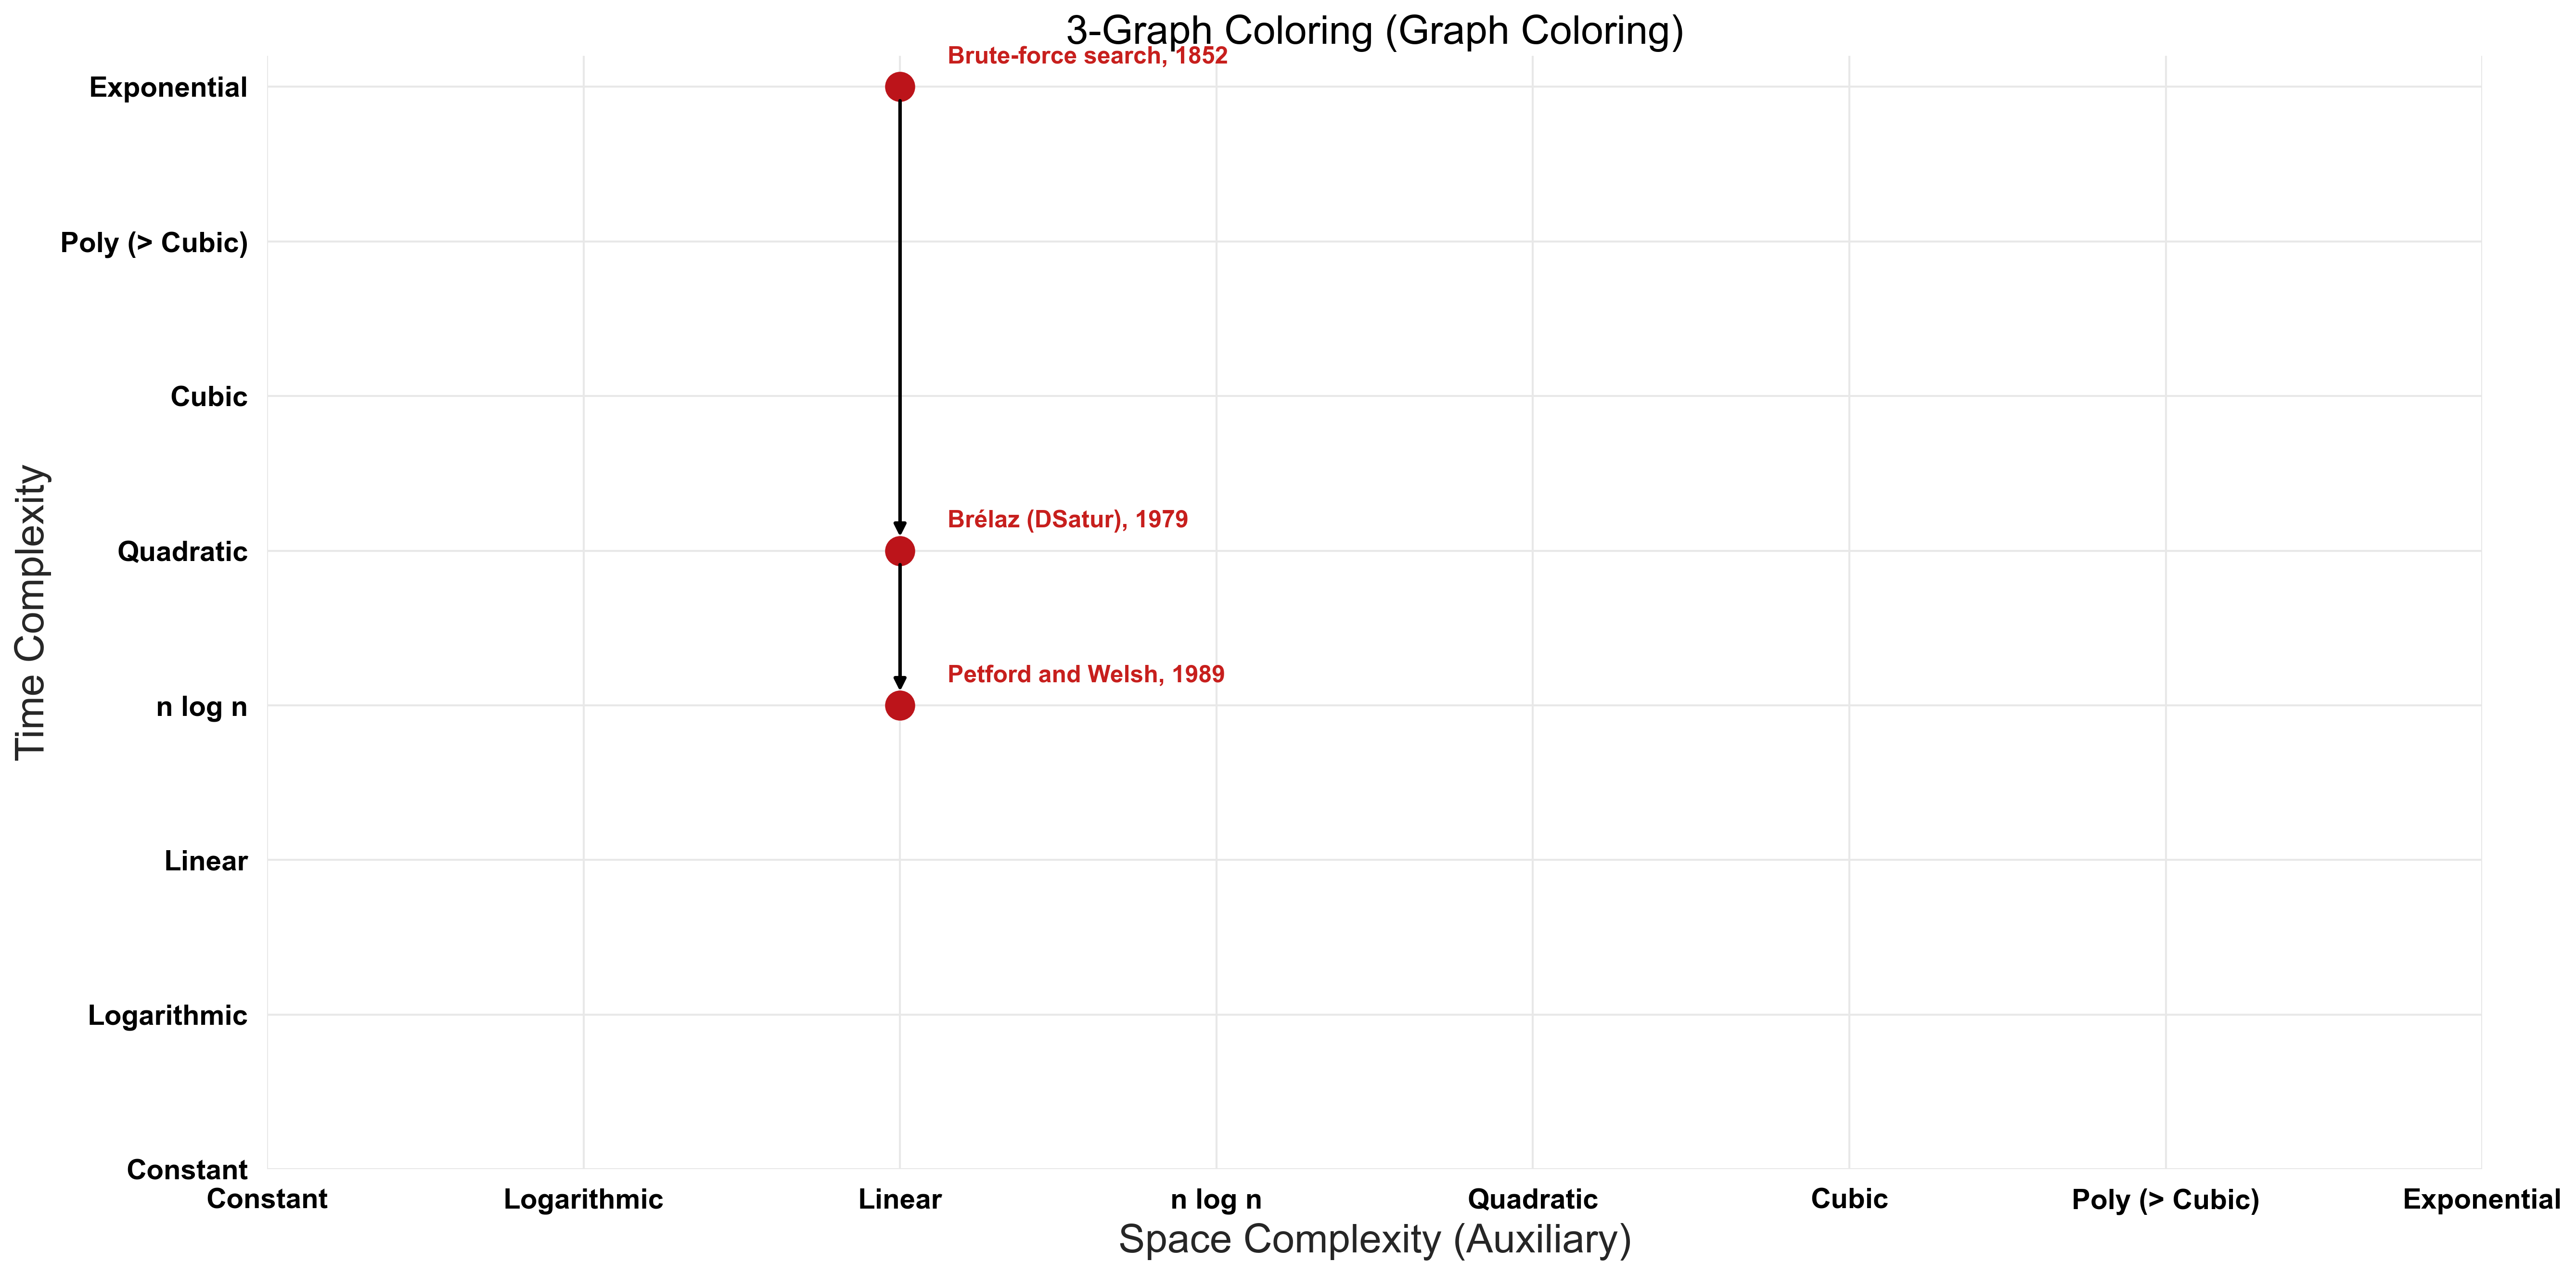 3-Graph Coloring (Graph Coloring)
Brute-force search, 1852
Exponential
Poly (> Cubic)
Cubic
Brélaz (DSatur), 1979
Quadratic
Petford and Welsh, 1989
n log n
Linear
Logarithmic
Constant
Time Complexity
Constant
Logarithmic
Linear
n log n
Quadratic
Cubic
Poly (> Cubic)
Exponential
Space Complexity (Auxiliary)